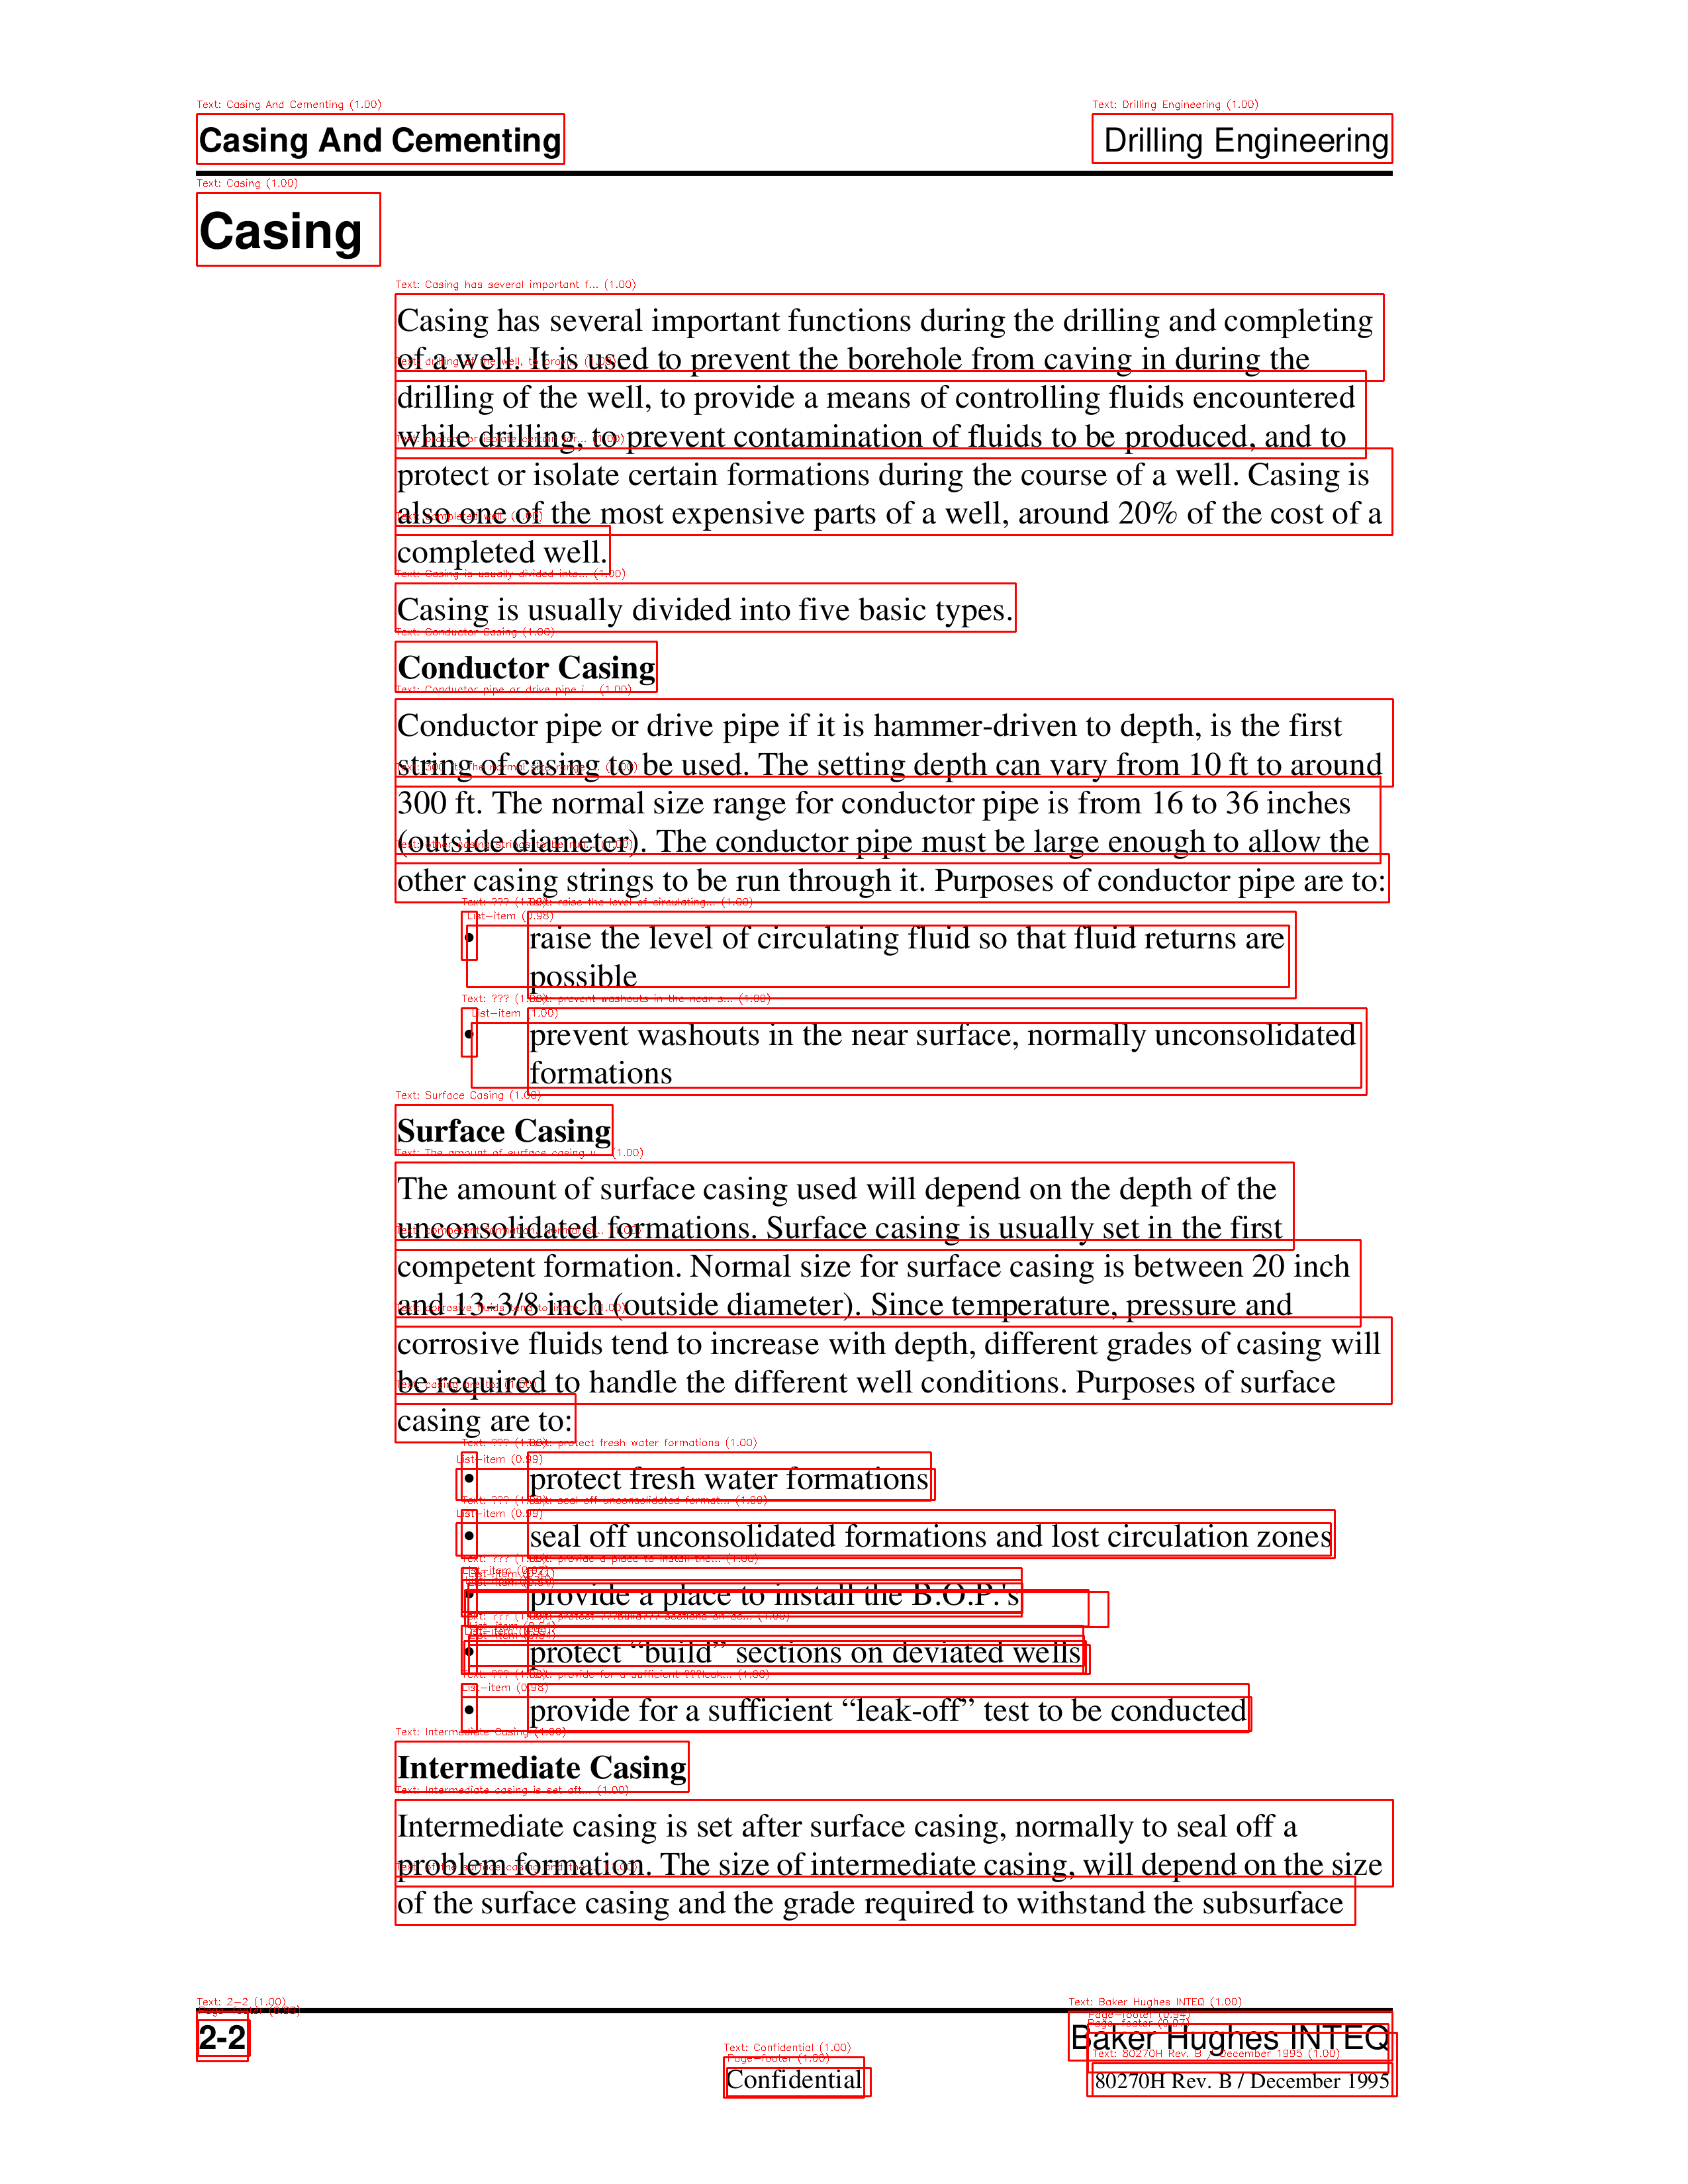 Casing And Cementing
Drilling Engineering
Casing
Casing has several important functions during the drilling and completing
of a well. It is used to prevent the borehole from caving in during the
drilling of the well, to provide a means of controlling fluids encountered
while drilling, to prevent contamination of fluids to be produced, and to
protect or isolate certain formations during the course of a well. Casing is
also one of the most expensive parts of a well, around 20% of the cost of a
completed well.
Casing is usually divided into five basic types.
Conductor Casing
Conductor pipe or drive pipe if it is hammer-driven to depth, is the first
string of casing to be used. The setting depth can vary from 10 ft to around
300 ft. The normal size range for conductor pipe is from 16 to 36 inches
(outside diameter). The conductor pipe must be large enough to allow the
other casing strings to be run through it. Purposes of conductor pipe are to:
• raise the level of circulating fluid so that fluid returns are
possible
• prevent washouts in the near surface, normally unconsolidated
formations
Surface Casing
The amount of surface casing used will depend on the depth of the
unconsolidated formations. Surface casing is usually set in the first
competent formation. Normal size for surface casing is between 20 inch
and 13-3/8 inch (outside diameter). Since temperature, pressure and
corrosive fluids tend to increase with depth, different grades of casing will
be required to handle the different well conditions. Purposes of surface
casing are to:
• protect fresh water formations
• seal off unconsolidated formations and lost circulation zones
• provide a place to install the B.O.P.'s
• protect “build” sections on deviated wells
• provide for a sufficient “leak-off” test to be conducted
Intermediate Casing
Intermediate casing is set after surface casing, normally to seal off a
problem formation. The size of intermediate casing, will depend on the size
of the surface casing and the grade required to withstand the subsurface
2-2
Baker Hughes INTEQ
Confidential
80270H Rev. B / December 1995